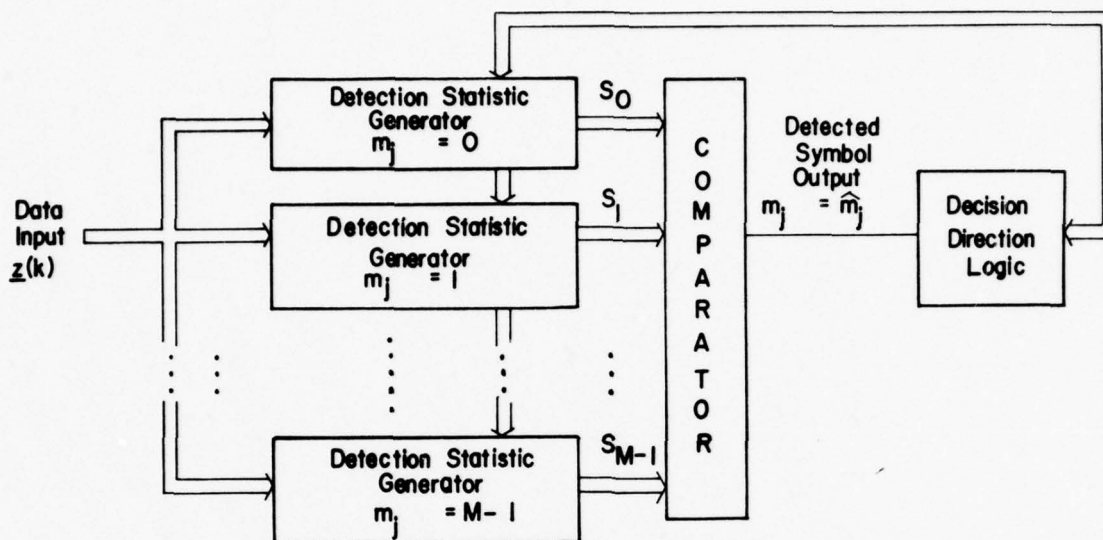 Data
Input
z(k)
Detection Statistic
Generator
m_j = 0
S_0
Detection Statistic
Generator
m_j = 1
S_1
Detection Statistic
Generator
m_j = M-1
S_M-1
COMPARATOR
Detected
Symbol
Output
m_j = m̂_j
Decision
Direction
Logic